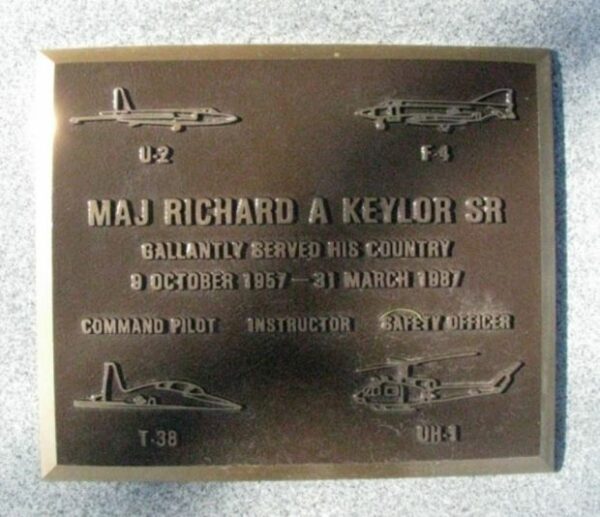 U-2 F-4
MAJ RICHARD A KEYLOR SR
GALLANTLY SERVED HIS COUNTRY
9 OCTOBER 1957—31 MARCH 1987
COMMAND PILOT INSTRUCTOR SAFETY OFFICER
T-38 UH-1